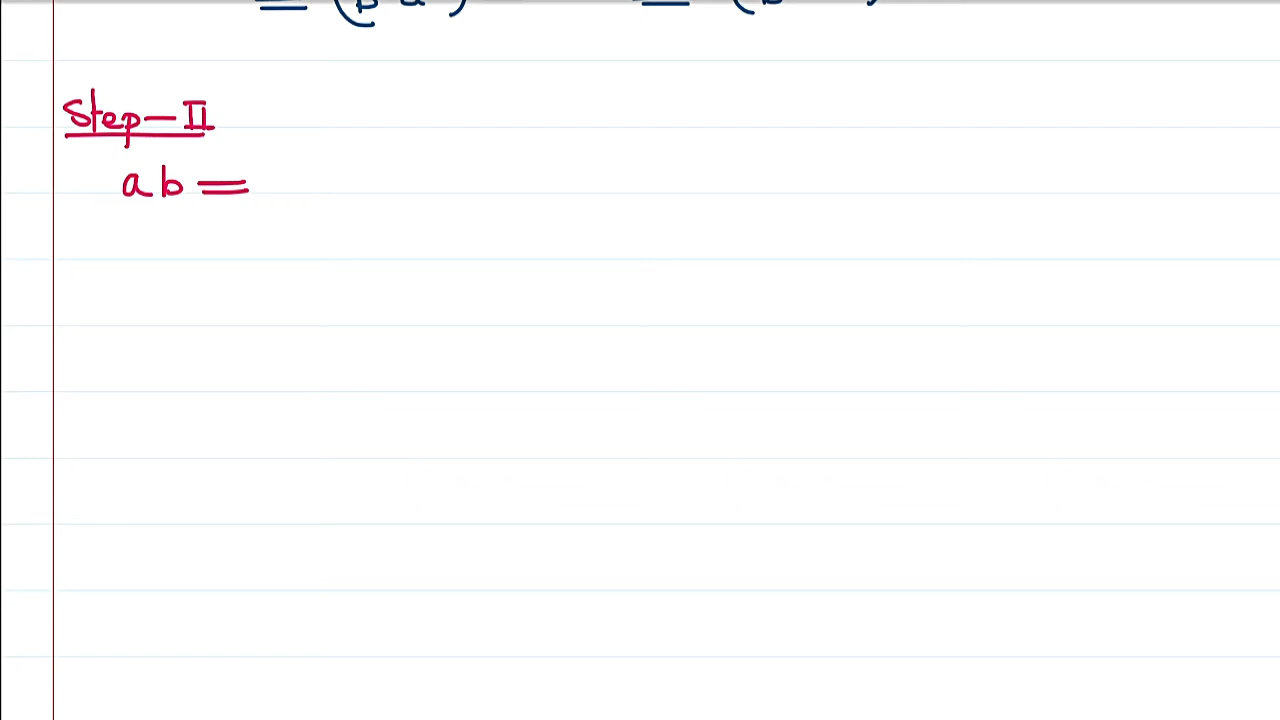 Step-II
ab =